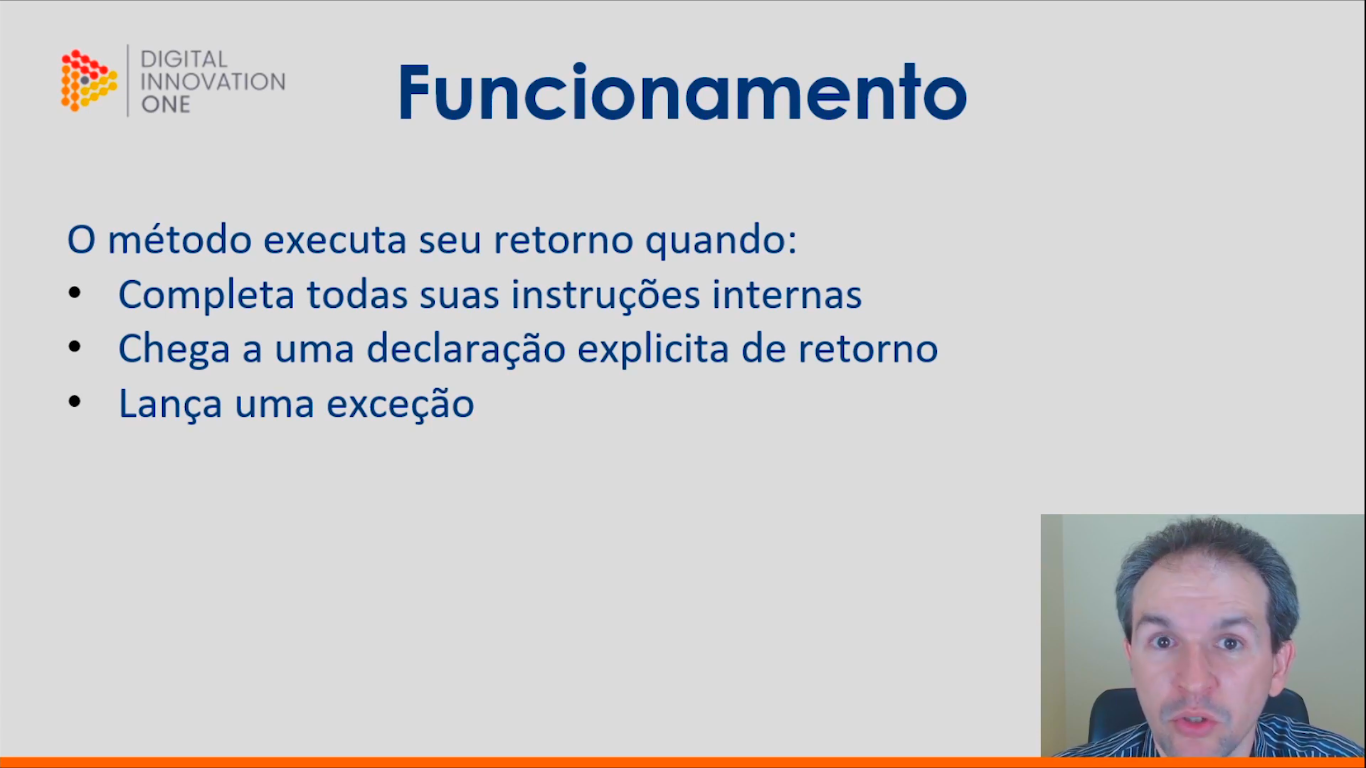 DIGITAL
INNOVATION
ONE
Funcionamento
O método executa seu retorno quando:
• Completa todas suas instruções internas
• Chega a uma declaração explicita de retorno
• Lança uma exceção